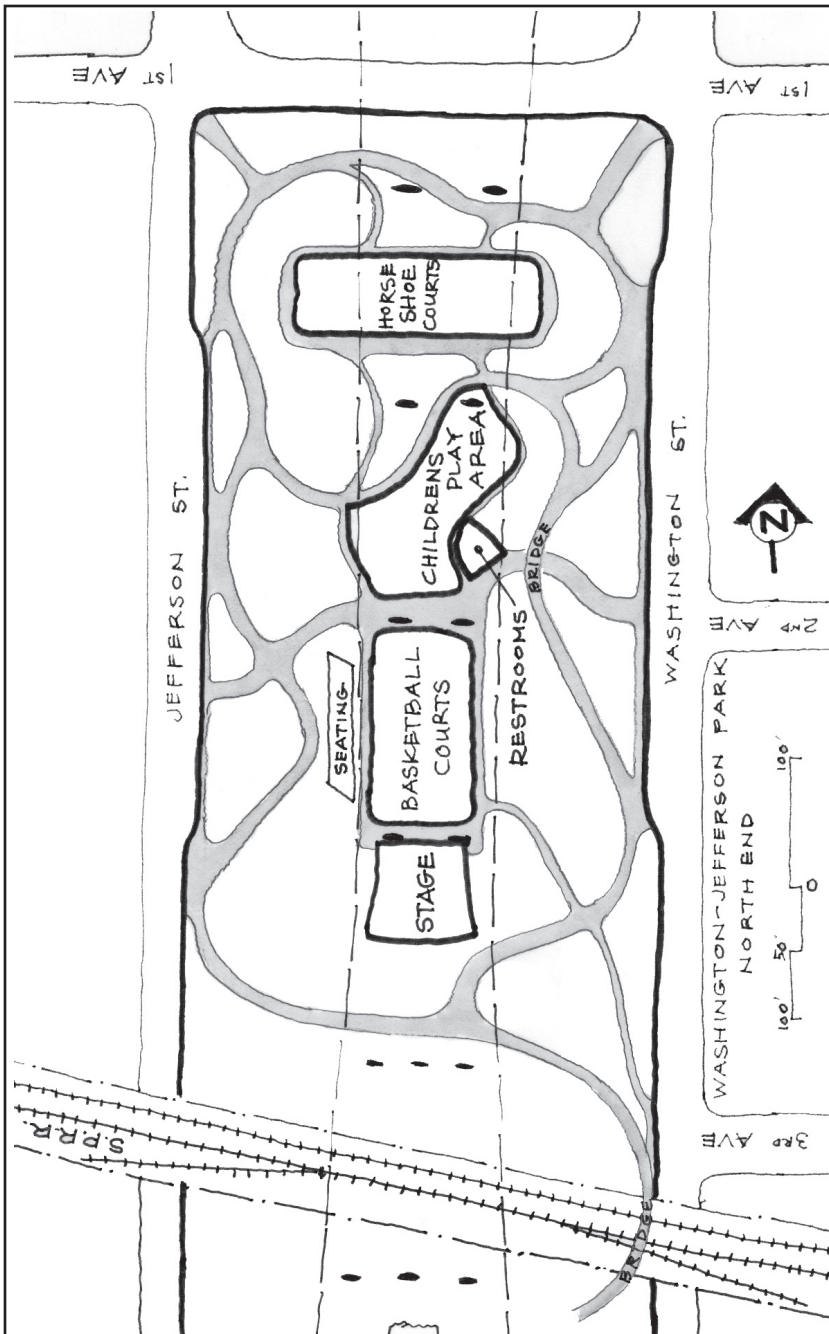 1ST AVE
1ST AVE
HORSE
SHOE
COURTS
CHILDRENS
PLAY
AREA
JEFFERSON ST.
WASHINGTON ST.
N
BRIDGE
2ND AVE
RESTROOMS
SEATING
BASKETBALL
COURTS
STAGE
WASHINGTON-JEFFERSON PARK
NORTH END
100'
0
50'
100'
3RD AVE
S.P.R.R.
BRIDGE